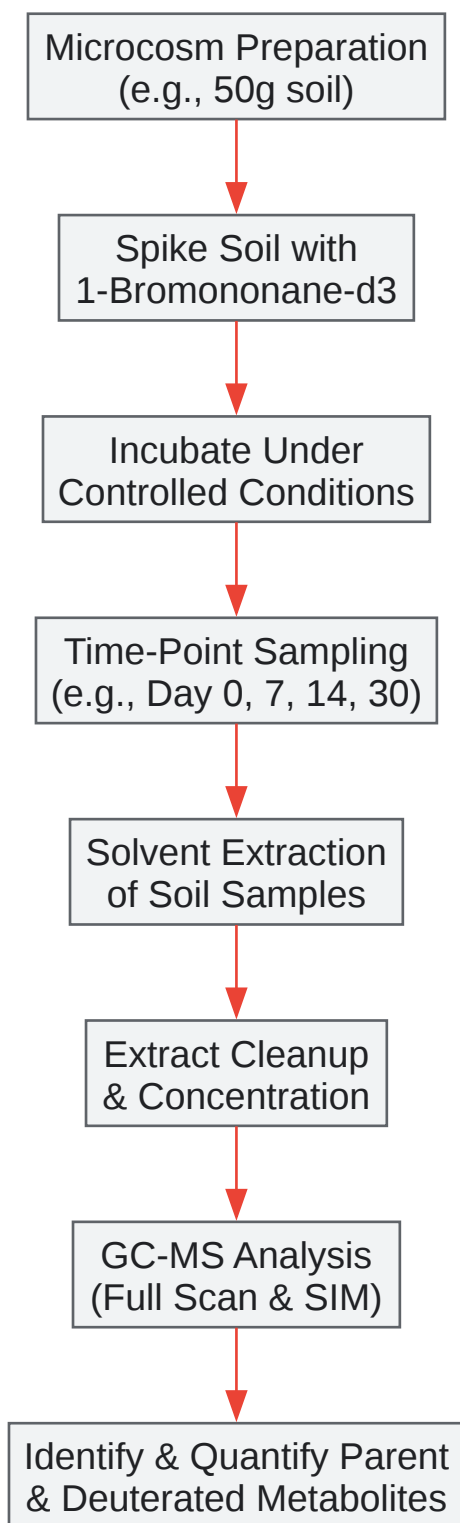 Microcosm Preparation
(e.g., 50g soil)
Spike Soil with
1-Bromononane-d3
Incubate Under
Controlled Conditions
Time-Point Sampling
(e.g., Day 0, 7, 14, 30)
Solvent Extraction
of Soil Samples
Extract Cleanup
& Concentration
GC-MS Analysis
(Full Scan & SIM)
Identify & Quantify Parent
& Deuterated Metabolites